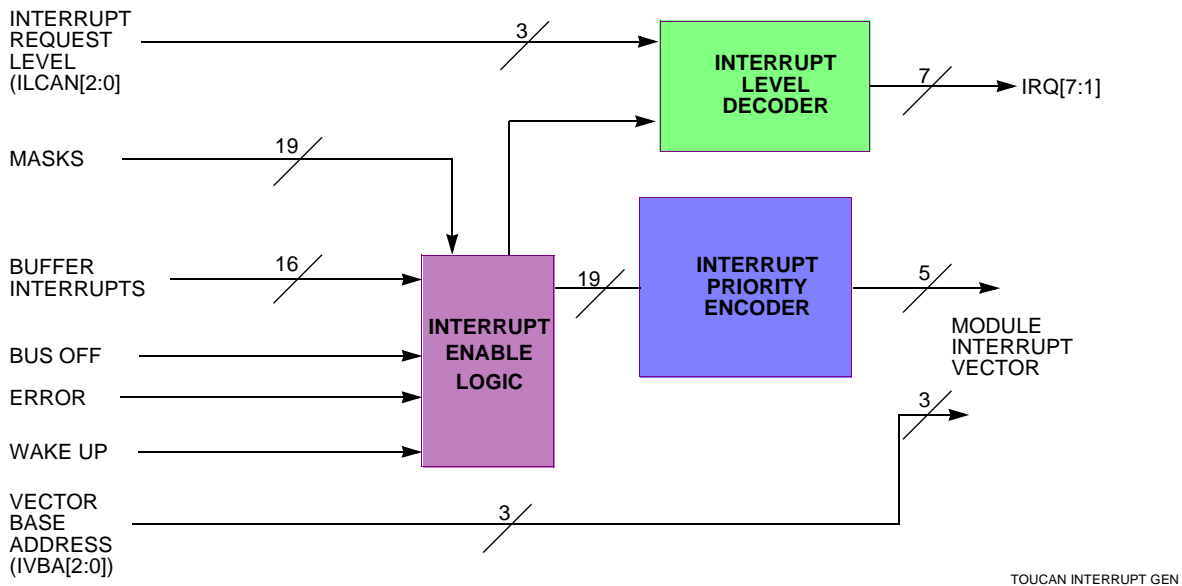 INTERRUPT
REQUEST
LEVEL
(ILCAN[2:0]
3
INTERRUPT
LEVEL
DECODER
7
IRQ[7:1]
MASKS
19
BUFFER
INTERRUPTS
16
BUS OFF
ERROR
WAKE UP
INTERRUPT
ENABLE
LOGIC
19
INTERRUPT
PRIORITY
ENCODER
5
MODULE
INTERRUPT
VECTOR
3
VECTOR
BASE
ADDRESS
(IVBA[2:0])
3
TOUCAN INTERRUPT GEN